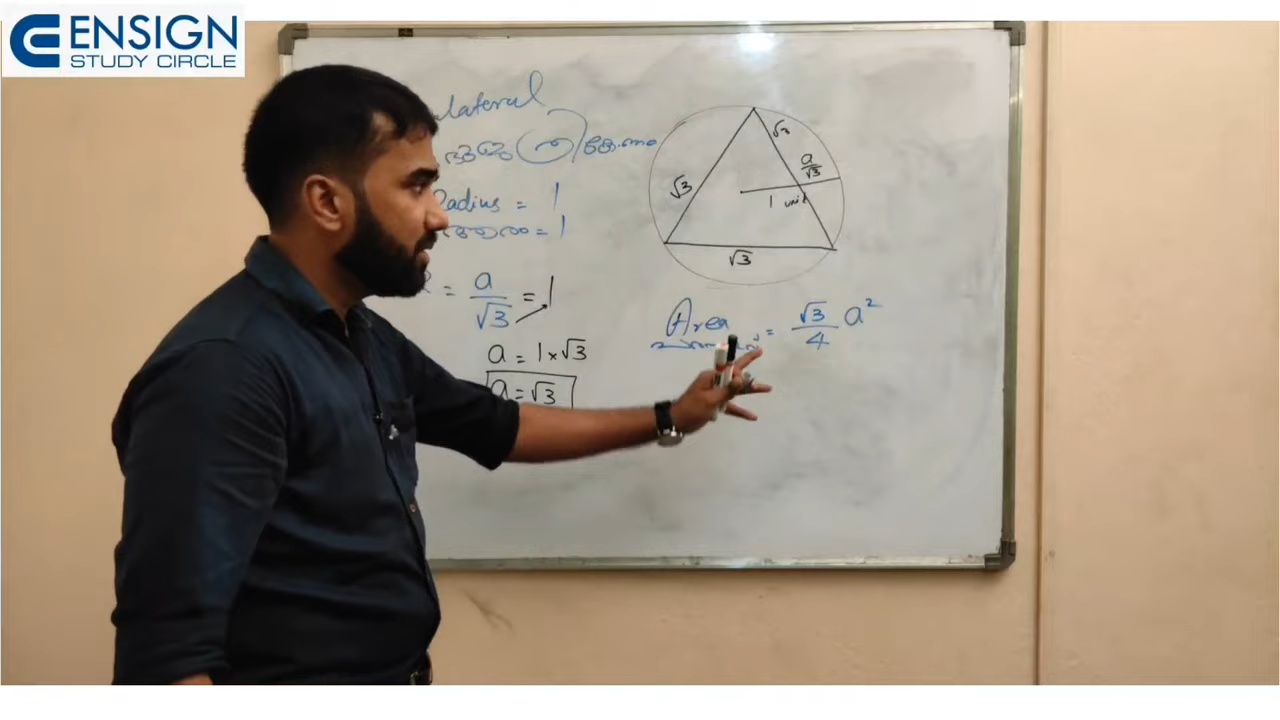 ENSIGN
STUDY CIRCLE
lateral
Radius = 1
= 1
= a/√3 = 1
a = 1 × √3
a = √3
√3
√3
a/√3
1 unit
√3
Area
= √3/4 a²